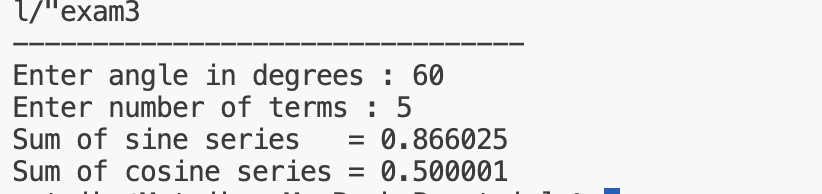 l/"exam3
--------------------------------
Enter angle in degrees : 60
Enter number of terms : 5
Sum of sine series   = 0.866025
Sum of cosine series = 0.500001